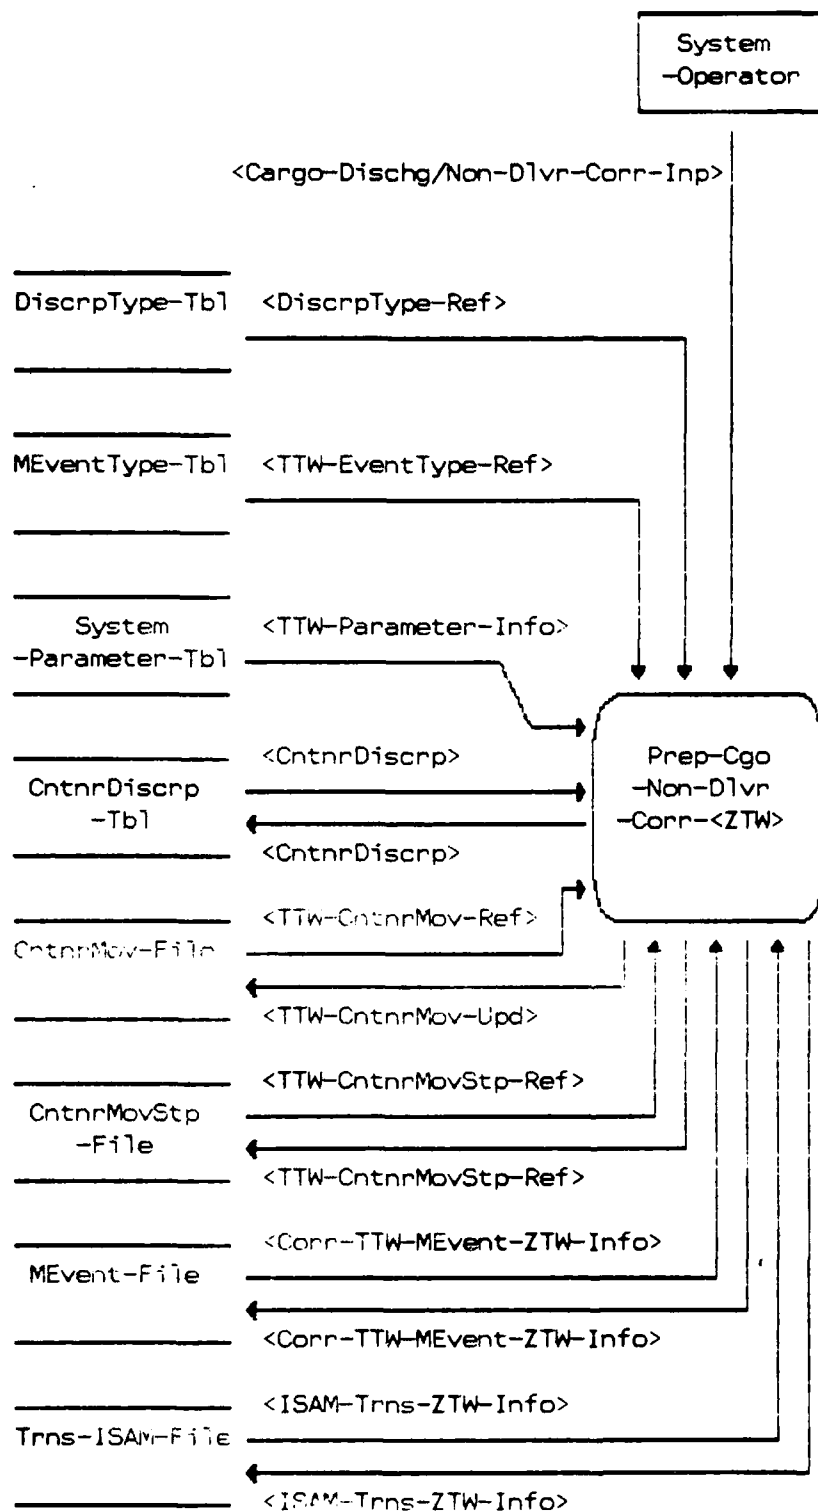 System
-Operator
<Cargo-Dischg/Non-Dlvr-Corr-Inp>
DiscrpType-Tbl <DiscrpType-Ref>
MEventType-Tbl <TTW-EventType-Ref>
System <TTW-Parameter-Info>
-Parameter-Tbl
<CntnrDiscrp> Prep-Cgo
CntnrDiscrp -Non-Dlvr
-Tbl -Corr-<ZTW>
<CntnrDiscrp>
<TTW-CntnrMov-Ref>
CntnrMov-File
<TTW-CntnrMov-Upd>
<TTW-CntnrMovStp-Ref>
CntnrMovStp
-File
<TTW-CntnrMovStp-Ref>
<Corr-TTW-MEvent-ZTW-Info>
MEvent-File
<Corr-TTW-MEvent-ZTW-Info>
<ISAM-Trns-ZTW-Info>
Trns-ISAM-File
<ISAM-Trns-ZTW-Info>